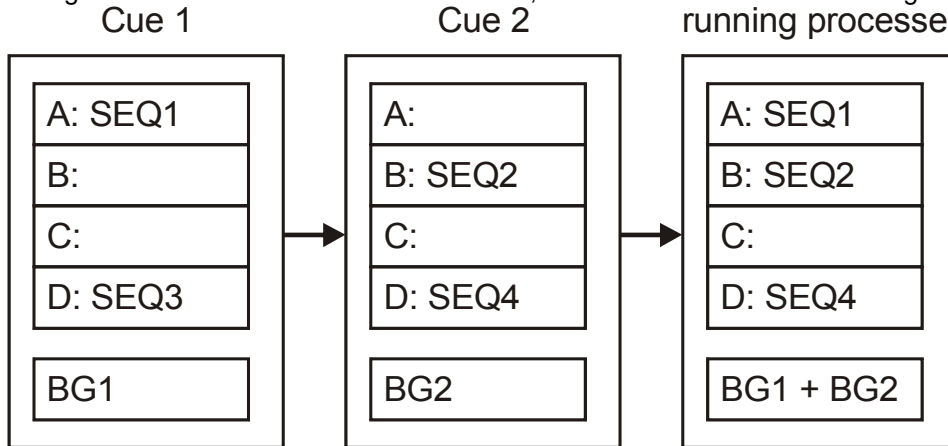 Cue 1
A: SEQ1
B:
C:
D: SEQ3
BG1
Cue 2
A:
B: SEQ2
C:
D: SEQ4
BG2
running processe
A: SEQ1
B: SEQ2
C:
D: SEQ4
BG1 + BG2